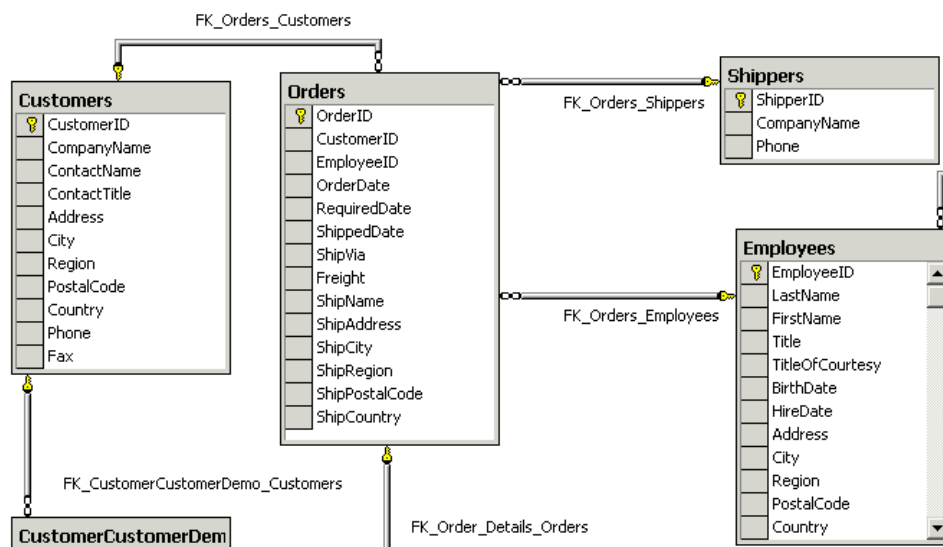 FK_Orders_Customers
Customers
CustomerID
CompanyName
ContactName
ContactTitle
Address
City
Region
PostalCode
Country
Phone
Fax
Orders
OrderID
CustomerID
EmployeeID
OrderDate
RequiredDate
ShippedDate
ShipVia
Freight
ShipName
ShipAddress
ShipCity
ShipRegion
ShipPostalCode
ShipCountry
FK_Orders_Shippers
Shippers
ShipperID
CompanyName
Phone
FK_Orders_Employees
Employees
EmployeeID
LastName
FirstName
Title
TitleOfCourtesy
BirthDate
HireDate
Address
City
Region
PostalCode
Country
FK_CustomerCustomerDemo_Customers
CustomerCustomerDem
FK_Order_Details_Orders